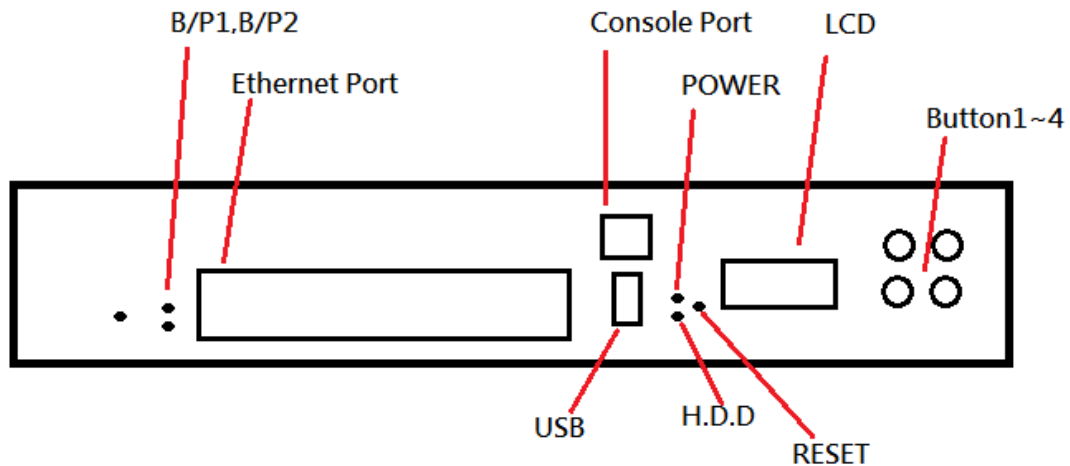 B/P1,B/P2
Console Port
LCD
Ethernet Port
POWER
Button1~4
USB
H.D.D
RESET